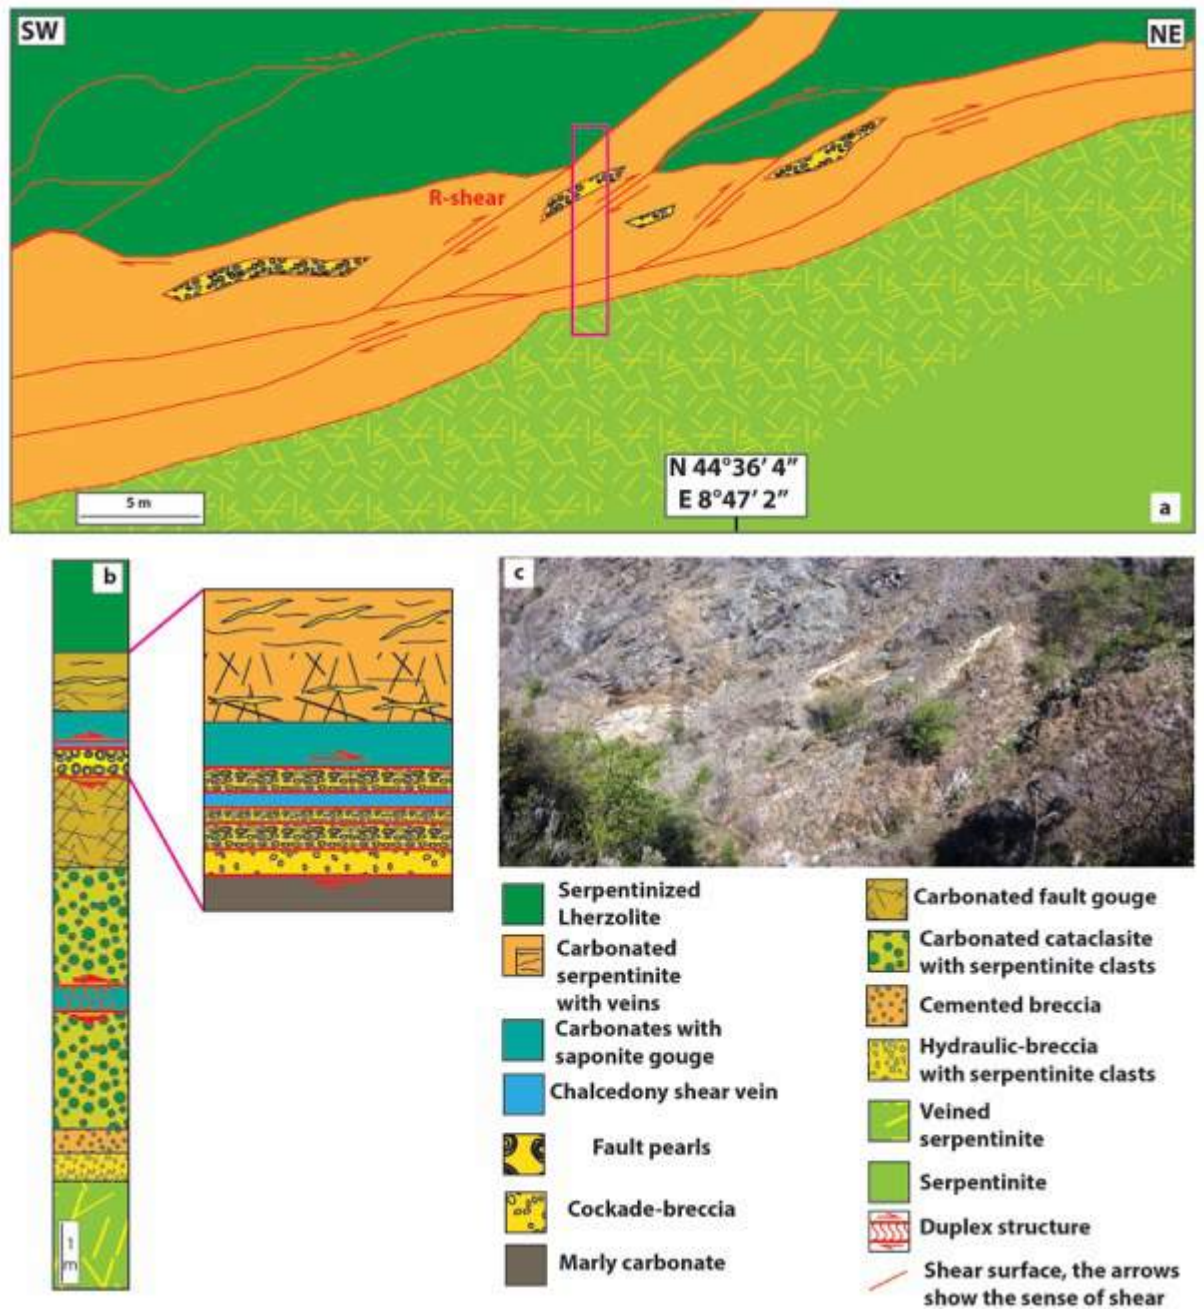 SW
NE
R-shear
N 44°36′ 4″
E 8°47′ 2″
5 m
a
b
c
1
m
Serpentinized
Lherzolite
Carbonated
serpentinite
with veins
Carbonates with
saponite gouge
Chalcedony shear vein
Fault pearls
Cockade-breccia
Marly carbonate
Carbonated fault gouge
Carbonated cataclasite
with serpentinite clasts
Cemented breccia
Hydraulic-breccia
with serpentinite clasts
Veined
serpentinite
Serpentinite
Duplex structure
Shear surface, the arrows
show the sense of shear